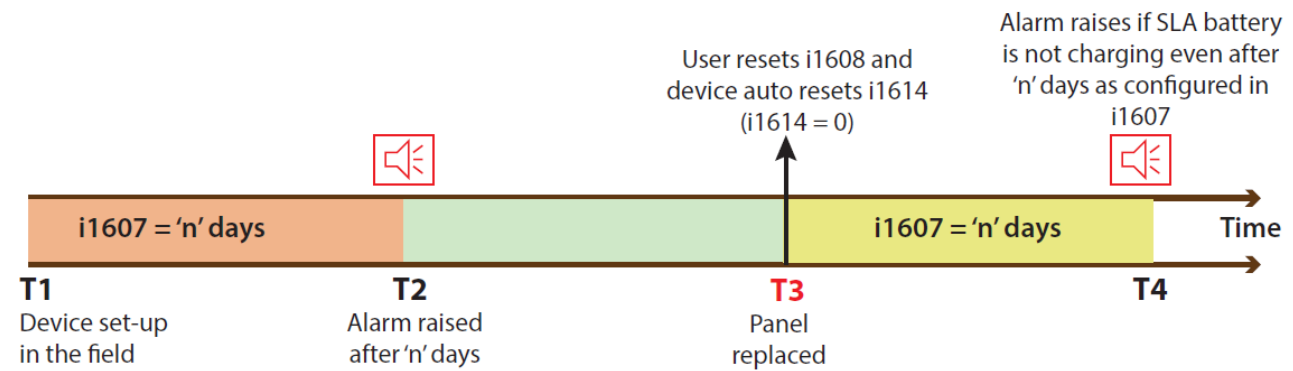 Alarm raises if SLA battery
is not charging even after
‘n’ days as configured in
i1607
User resets i1608 and
device auto resets i1614
(i1614 = 0)
i1607 = ‘n’ days
i1607 = ‘n’ days
Time
T1
Device set-up
in the field
T2
Alarm raised
after ‘n’ days
T3
Panel
replaced
T4